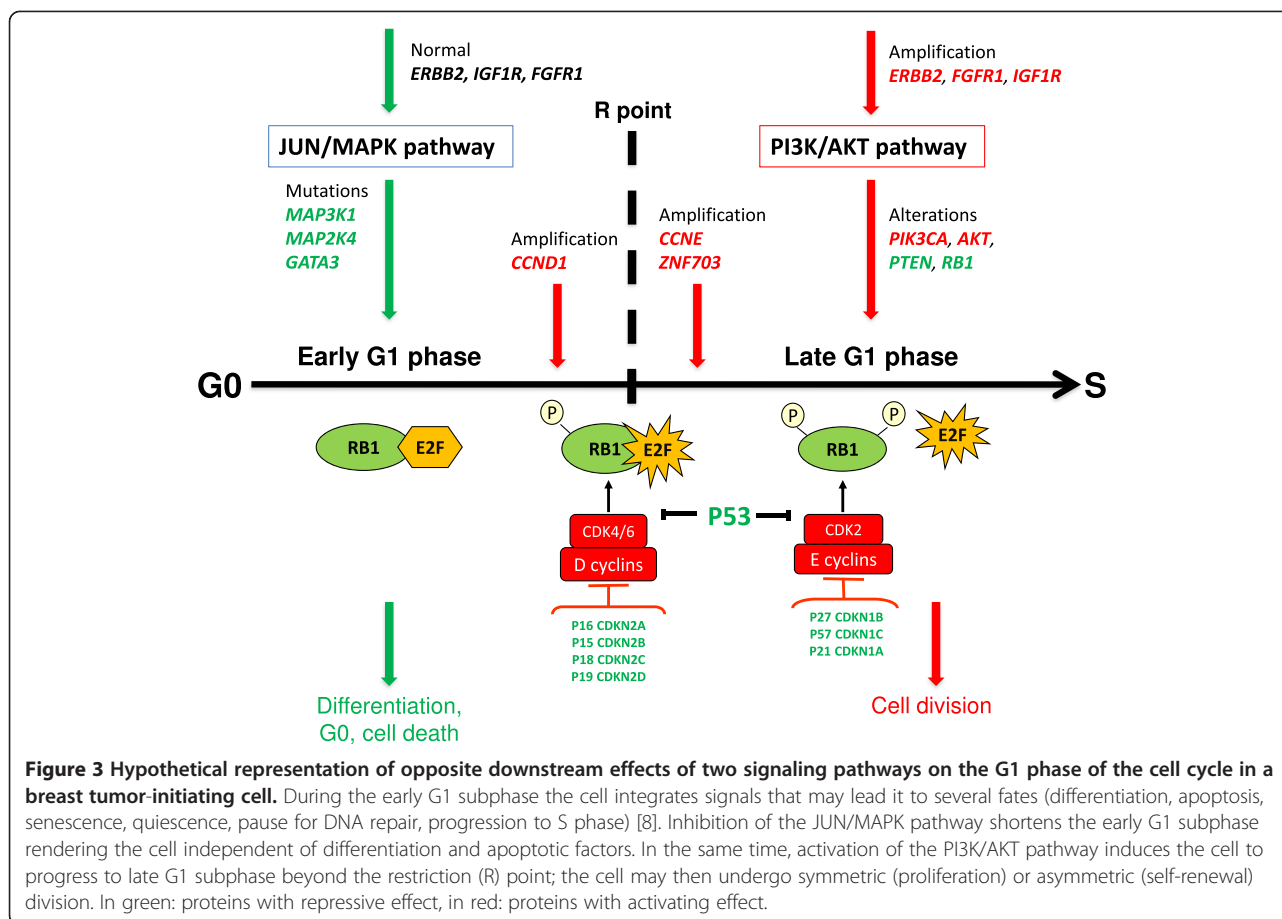 Normal
ERBB2, IGF1R, FGFR1
Amplification
ERBB2, FGFR1, IGF1R
R point
JUN/MAPK pathway
PI3K/AKT pathway
Mutations
MAP3K1
MAP2K4
GATA3
Amplification
CCND1
Amplification
CCNE
ZNF703
Alterations
PIK3CA, AKT,
PTEN, RB1
Early G1 phase
Late G1 phase
G0
S
RB1
E2F
P
RB1
E2F
P
P
RB1
E2F
CDK4/6
D cyclins
P53
CDK2
E cyclins
P16 CDKN2A
P15 CDKN2B
P18 CDKN2C
P19 CDKN2D
P27 CDKN1B
P57 CDKN1C
P21 CDKN1A
Differentiation,
G0, cell death
Cell division
Figure 3 Hypothetical representation of opposite downstream effects of two signaling pathways on the G1 phase of the cell cycle in a
breast tumor-initiating cell. During the early G1 subphase the cell integrates signals that may lead it to several fates (differentiation, apoptosis,
senescence, quiescence, pause for DNA repair, progression to S phase) [8]. Inhibition of the JUN/MAPK pathway shortens the early G1 subphase
rendering the cell independent of differentiation and apoptotic factors. In the same time, activation of the PI3K/AKT pathway induces the cell to
progress to late G1 subphase beyond the restriction (R) point; the cell may then undergo symmetric (proliferation) or asymmetric (self-renewal)
division. In green: proteins with repressive effect, in red: proteins with activating effect.